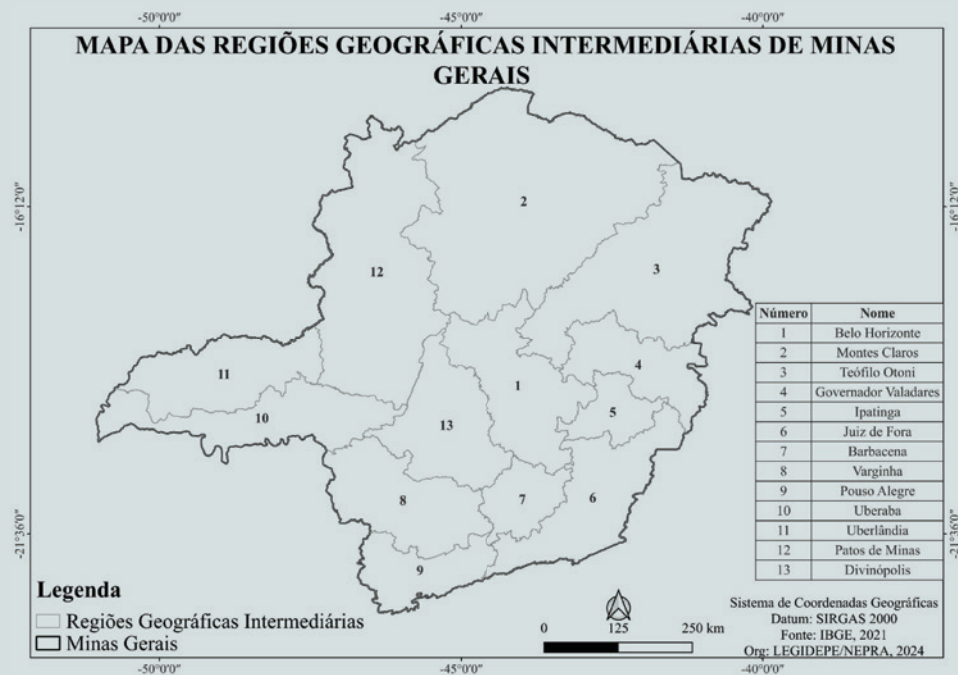 -50°0'0" -45°0'0" -40°0'0"
MAPA DAS REGIÕES GEOGRÁFICAS INTERMEDIÁRIAS DE MINAS
GERAIS
-16°12'0" -16°12'0"
2
12
3
11
4
1
5
10
13
8
7
6
9
Número Nome
1 Belo Horizonte
2 Montes Claros
3 Teófilo Otoni
4 Governador Valadares
5 Ipatinga
6 Juiz de Fora
7 Barbacena
8 Varginha
9 Pouso Alegre
10 Uberaba
11 Uberlândia
12 Patos de Minas
13 Divinópolis
-21°36'0" -21°36'0"
Legenda
Regiões Geográficas Intermediárias
Minas Gerais
0 125 250 km
Sistema de Coordenadas Geográficas
Datum: SIRGAS 2000
Fonte: IBGE, 2021
Org: LEGIDEPE/NEPRA, 2024
-50°0'0" -45°0'0" -40°0'0"